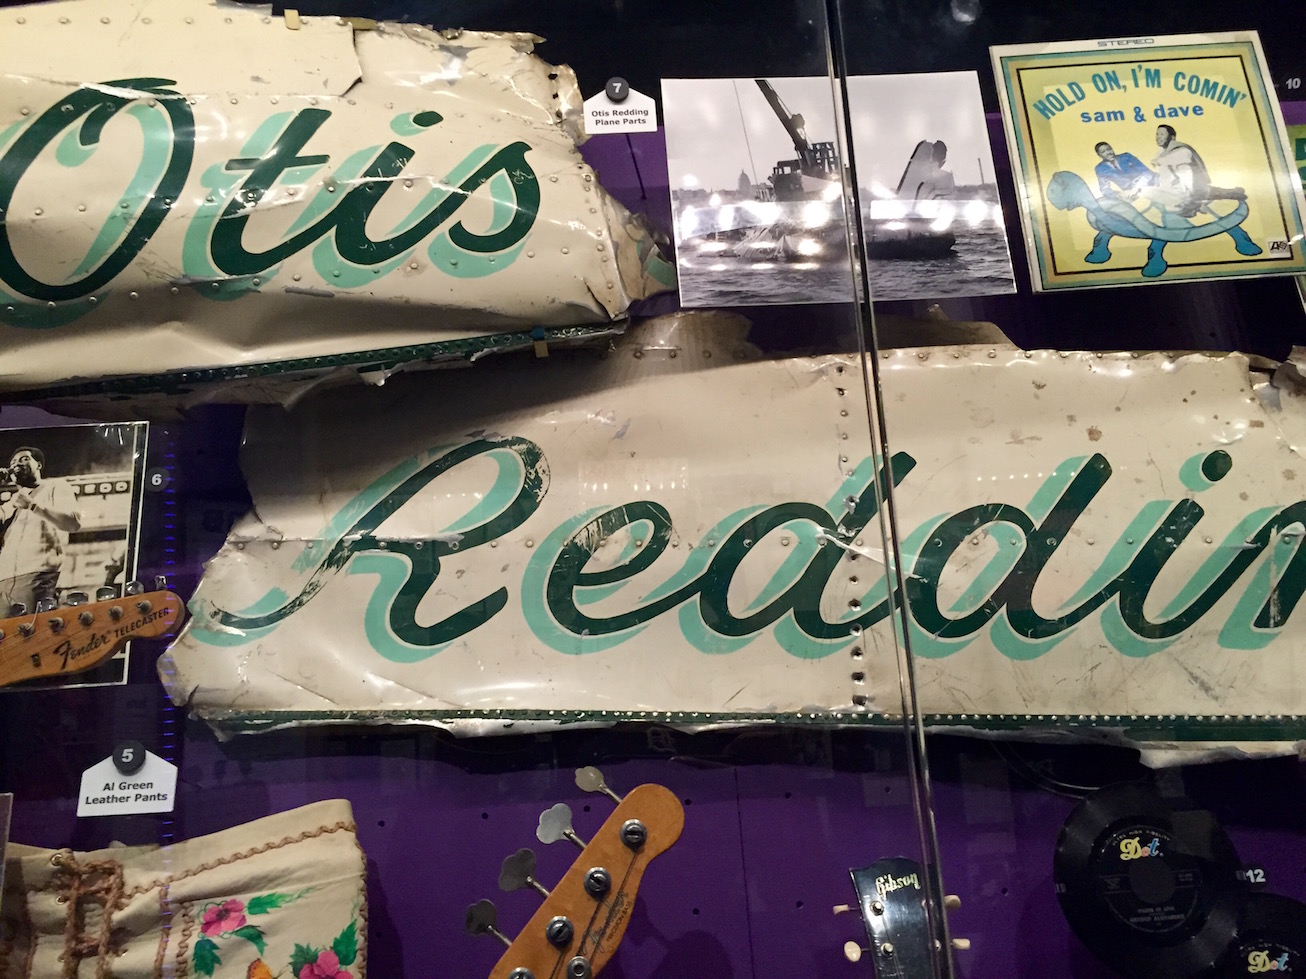 Otis
7
Otis Redding
Plane Parts
STEREO
HOLD ON, I'M COMIN'
sam & dave
10
Reddin
6
Fender TELECASTER
5
Al Green
Leather Pants
Gibson
Dot
12
Dot